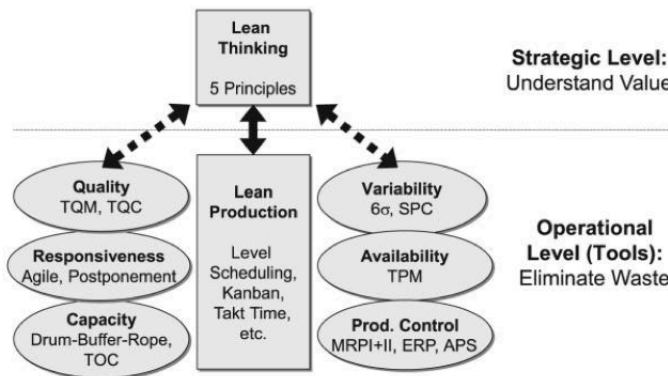 Lean
Thinking
5 Principles
Strategic Level:
Understand Value
Quality
TQM, TQC
Responsiveness
Agile, Postponement
Capacity
Drum-Buffer-Rope,
TOC
Lean
Production
Level
Scheduling,
Kanban,
Takt Time,
etc.
Variability
6σ, SPC
Availability
TPM
Prod. Control
MRPI+II, ERP, APS
Operational
Level (Tools):
Eliminate Waste